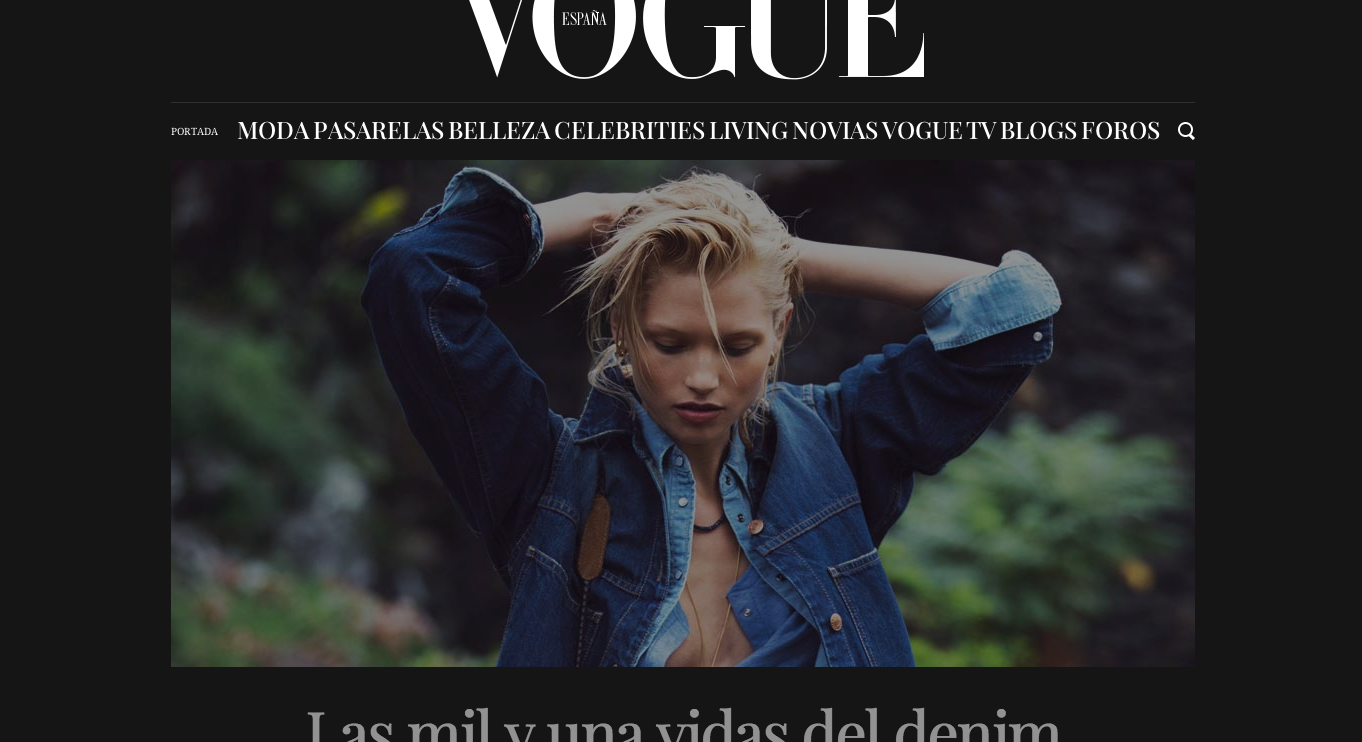 VOGUE
ESPAÑA
PORTADA MODA PASARELAS BELLEZA CELEBRITIES LIVING NOVIAS VOGUE TV BLOGS FOROS
Las mil y una vidas del denim